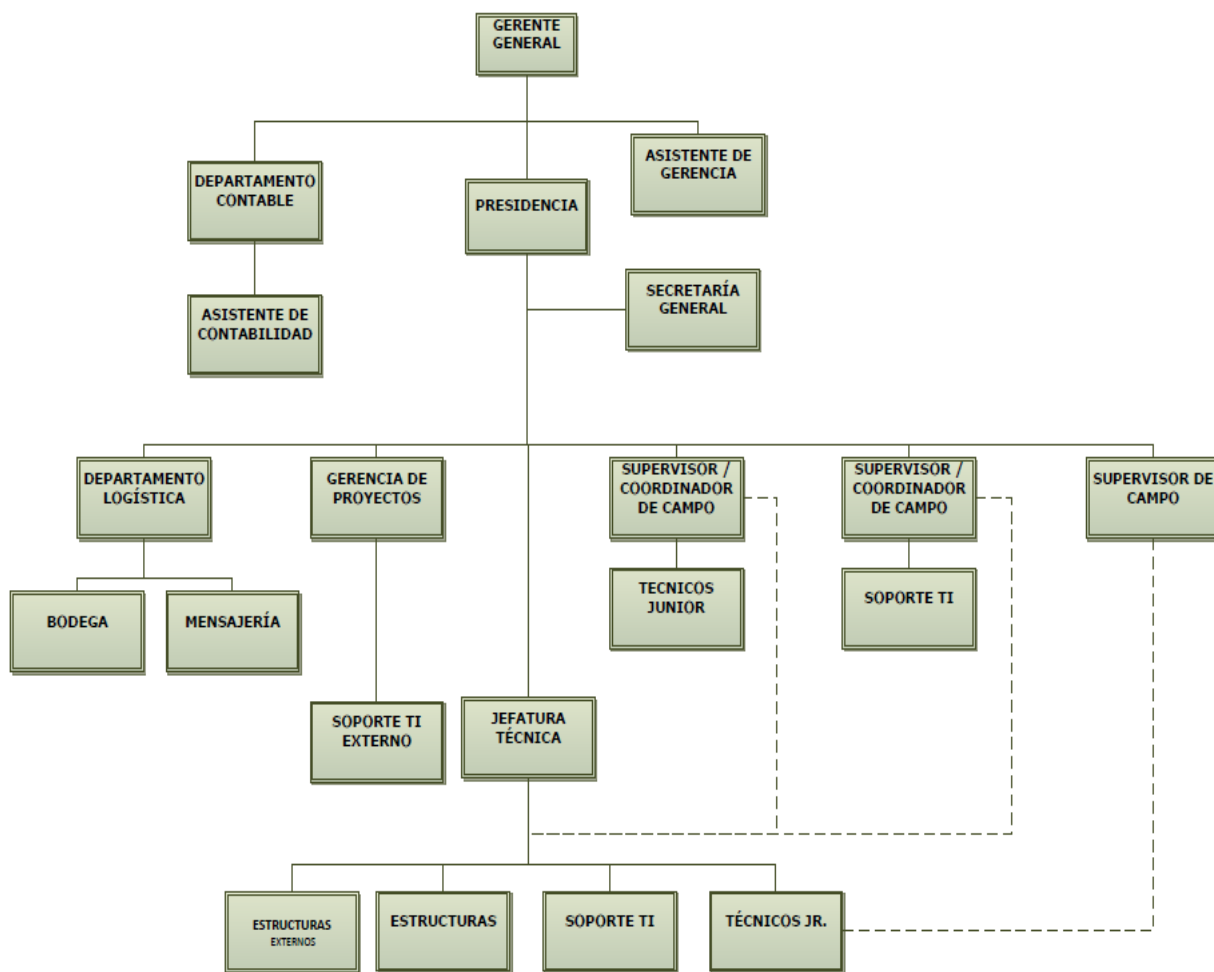 GERENTE
GENERAL
ASISTENTE DE
GERENCIA
DEPARTAMENTO
CONTABLE
PRESIDENCIA
SECRETARÍA
GENERAL
ASISTENTE DE
CONTABILIDAD
DEPARTAMENTO
LOGÍSTICA
GERENCIA DE
PROYECTOS
SUPERVISOR /
COORDINADOR
DE CAMPO
SUPERVISOR /
COORDINADOR
DE CAMPO
SUPERVISOR DE
CAMPO
BODEGA
MENSAJERÍA
TECNICOS
JUNIOR
SOPORTE TI
SOPORTE TI
EXTERNO
JEFATURA
TÉCNICA
ESTRUCTURAS
EXTERNOS
ESTRUCTURAS
SOPORTE TI
TÉCNICOS JR.